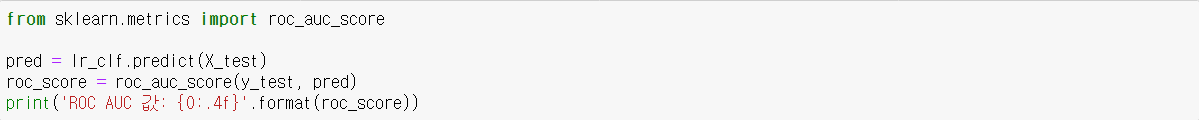 from sklearn.metrics import roc_auc_score
pred = lr_clf.predict(X_test)
roc_score = roc_auc_score(y_test, pred)
print('ROC AUC 값: {0:.4f}'.format(roc_score))